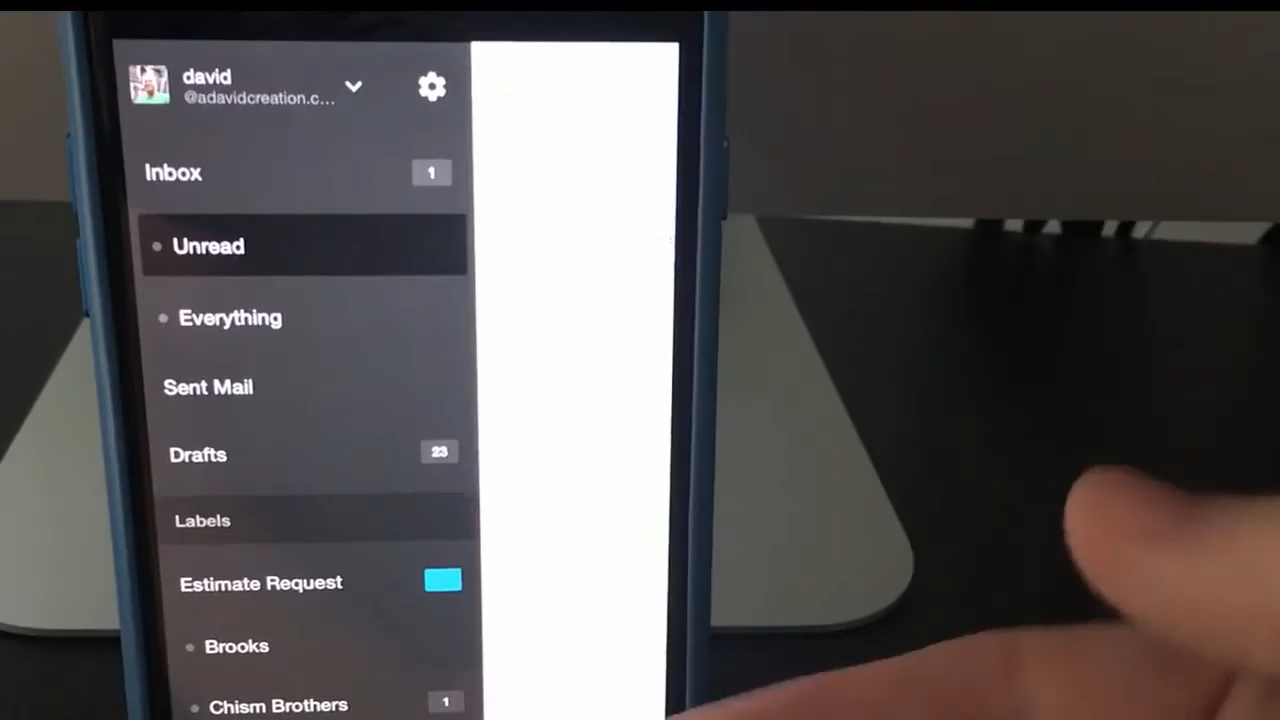 david
@adavidcreation.c...
Inbox
1
Unread
Everything
Sent Mail
Drafts
23
Labels
Estimate Request
Brooks
Chism Brothers
1